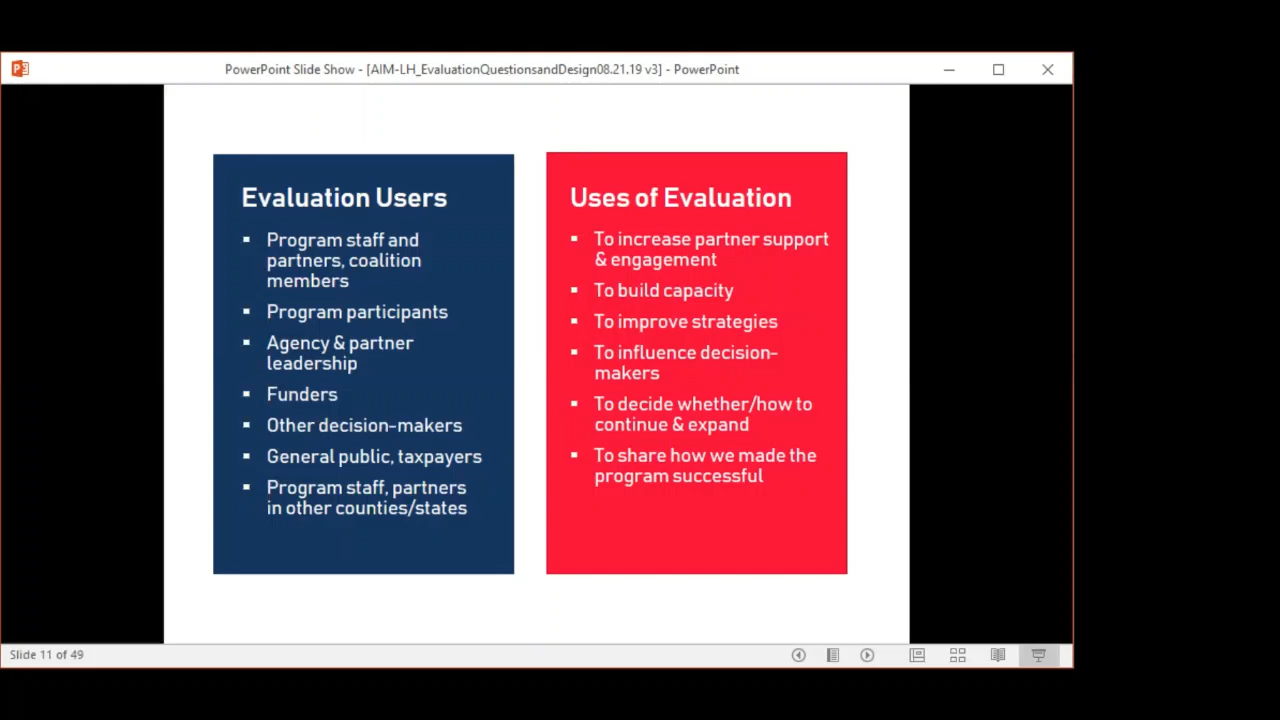 PowerPoint Slide Show - [AIM-LH_EvaluationQuestionsandDesign08.21.19 v3] - PowerPoint
Evaluation Users
▪ Program staff and
partners, coalition
members
▪ Program participants
▪ Agency & partner
leadership
▪ Funders
▪ Other decision-makers
▪ General public, taxpayers
▪ Program staff, partners
in other counties/states
Uses of Evaluation
▪ To increase partner support
& engagement
▪ To build capacity
▪ To improve strategies
▪ To influence decision-
makers
▪ To decide whether/how to
continue & expand
▪ To share how we made the
program successful
Slide 11 of 49